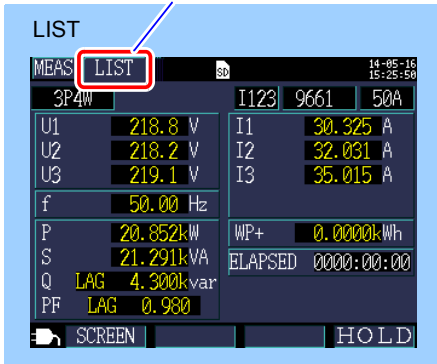 LIST
MEAS LIST SD 14-05-16
15:25:50
3P4W I123 9661 50A
U1 218.8 V I1 30.325 A
U2 218.2 V I2 32.031 A
U3 219.1 V I3 35.015 A
f 50.00 Hz
P 20.852kW WP+ 0.0000kWh
S 21.291kVA ELAPSED 0000:00:00
Q LAG 4.300kvar
PF LAG 0.980
SCREEN HOLD